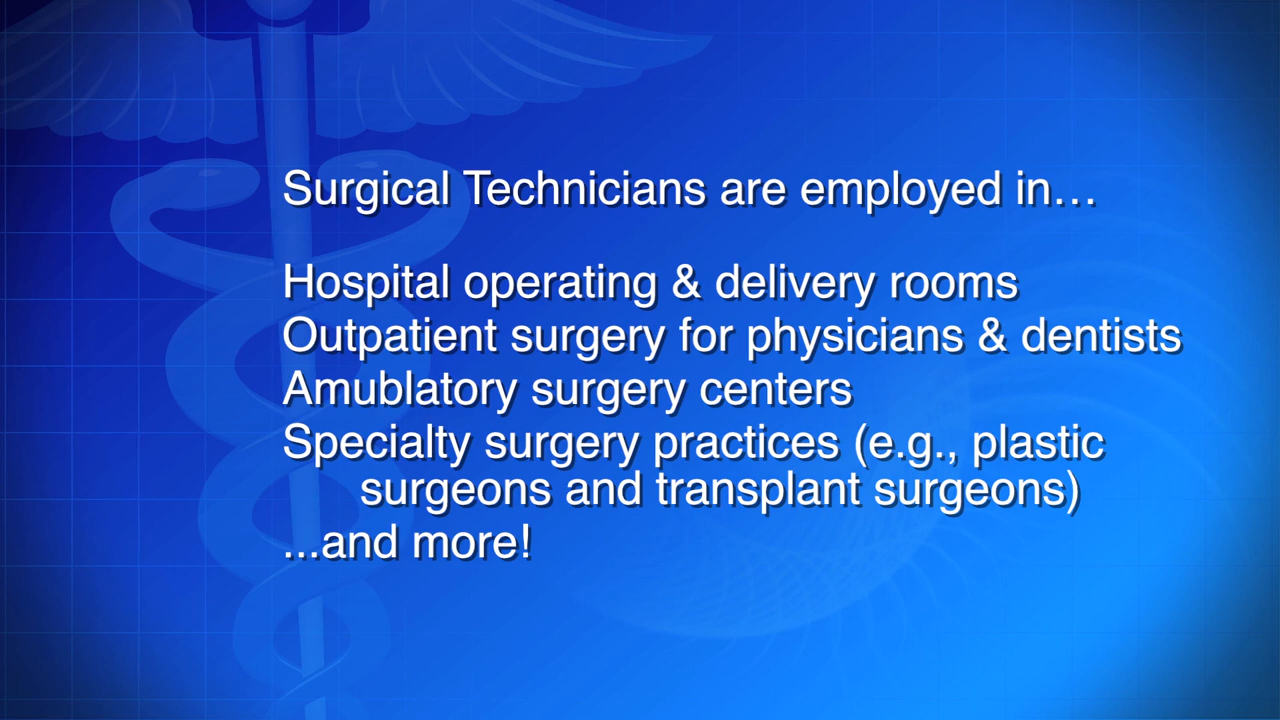 Surgical Technicians are employed in…
Hospital operating & delivery rooms
Outpatient surgery for physicians & dentists
Amublatory surgery centers
Specialty surgery practices (e.g., plastic
surgeons and transplant surgeons)
...and more!